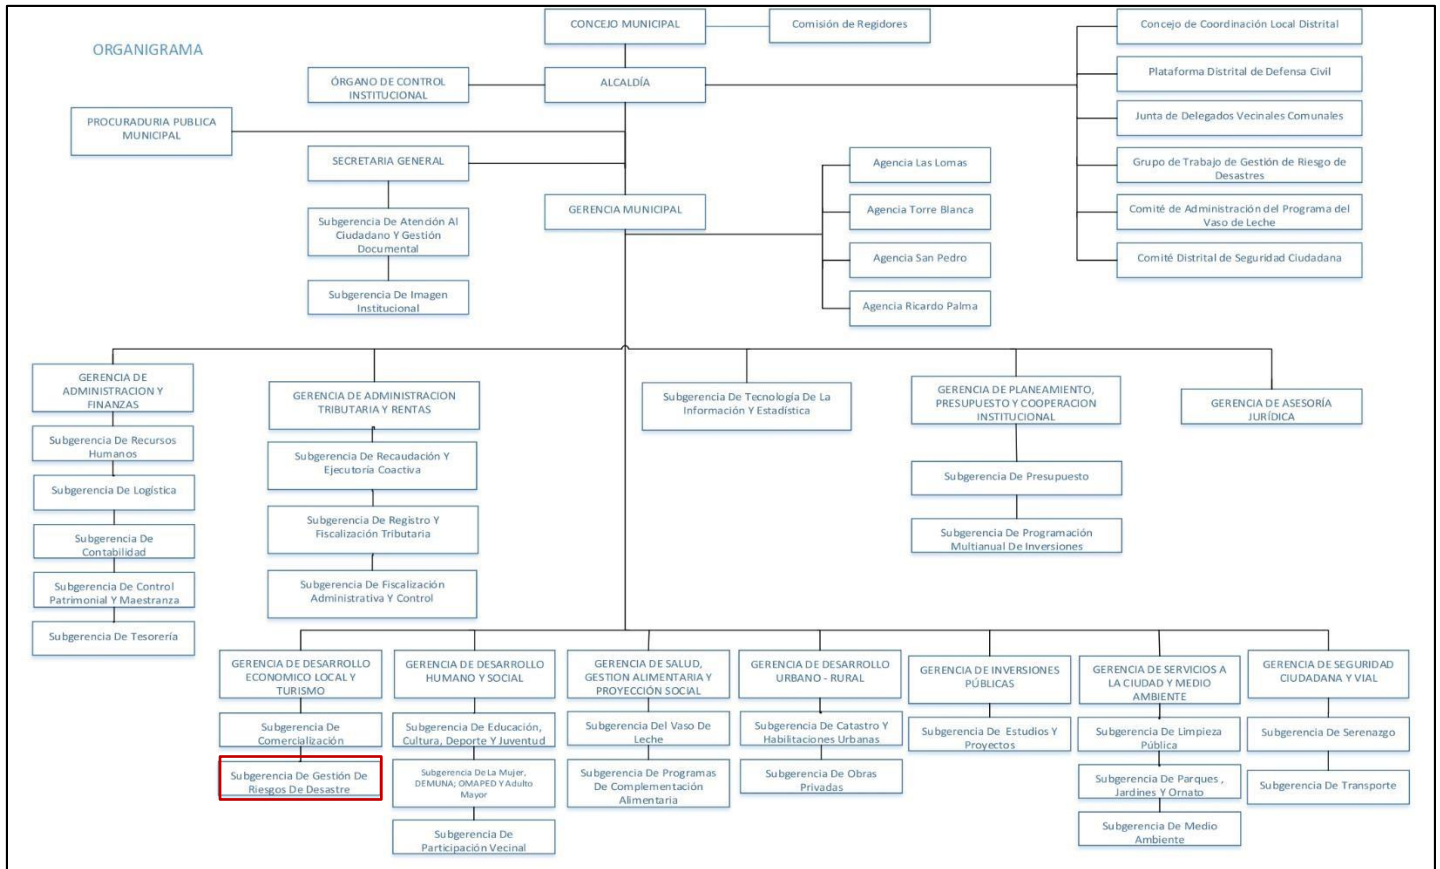 ORGANIGRAMA
CONCEJO MUNICIPAL
Comisión de Regidores
Concejo de Coordinación Local Distrital
ÓRGANO DE CONTROL
INSTITUCIONAL
ALCALDÍA
Plataforma Distrital de Defensa Civil
PROCURADURIA PUBLICA
MUNICIPAL
Junta de Delegados Vecinales Comunales
SECRETARIA GENERAL
Agencia Las Lomas
Grupo de Trabajo de Gestión de Riesgo de
Desastres
Subgerencia De Atención Al
Ciudadano Y Gestión
Documental
GERENCIA MUNICIPAL
Agencia Torre Blanca
Comité de Administración del Programa del
Vaso de Leche
Agencia San Pedro
Comité Distrital de Seguridad Ciudadana
Subgerencia De Imagen
Institucional
Agencia Ricardo Palma
GERENCIA DE
ADMINISTRACION Y
FINANZAS
GERENCIA DE ADMINISTRACION
TRIBUTARIA Y RENTAS
Subgerencia De Tecnología De La
Información Y Estadística
GERENCIA DE PLANEAMIENTO,
PRESUPUESTO Y COOPERACION
INSTITUCIONAL
GERENCIA DE ASESORÍA
JURÍDICA
Subgerencia De Recursos
Humanos
Subgerencia De Logística
Subgerencia De
Contabilidad
Subgerencia De Control
Patrimonial Y Maestranza
Subgerencia De Tesorería
Subgerencia De Recaudación Y
Ejecutoría Coactiva
Subgerencia De Registro Y
Fiscalización Tributaria
Subgerencia De Fiscalización
Administrativa Y Control
Subgerencia De Presupuesto
Subgerencia De Programación
Multianual De Inversiones
GERENCIA DE DESARROLLO
ECONOMICO LOCAL Y
TURISMO
Subgerencia De
Comercialización
Subgerencia De Gestión De
Riesgos De Desastre
GERENCIA DE DESARROLLO
HUMANO Y SOCIAL
Subgerencia De Educación,
Cultura, Deporte Y Juventud
Subgerencia De La Mujer,
DEMUNA; OMAPED Y Adulto
Mayor
Subgerencia De
Participación Vecinal
GERENCIA DE SALUD,
GESTION ALIMENTARIA Y
PROYECCIÓN SOCIAL
Subgerencia Del Vaso De
Leche
Subgerencia De Programas
De Complementación
Alimentaria
GERENCIA DE DESARROLLO
URBANO - RURAL
Subgerencia De Catastro Y
Habilitaciones Urbanas
Subgerencia De Obras
Privadas
GERENCIA DE INVERSIONES
PÚBLICAS
Subgerencia De Estudios Y
Proyectos
GERENCIA DE SERVICIOS A
LA CIUDAD Y MEDIO
AMBIENTE
Subgerencia De Limpieza
Pública
Subgerencia De Parques ,
Jardines Y Ornato
Subgerencia De Medio
Ambiente
GERENCIA DE SEGURIDAD
CIUDADANA Y VIAL
Subgerencia De Serenazgo
Subgerencia De Transporte